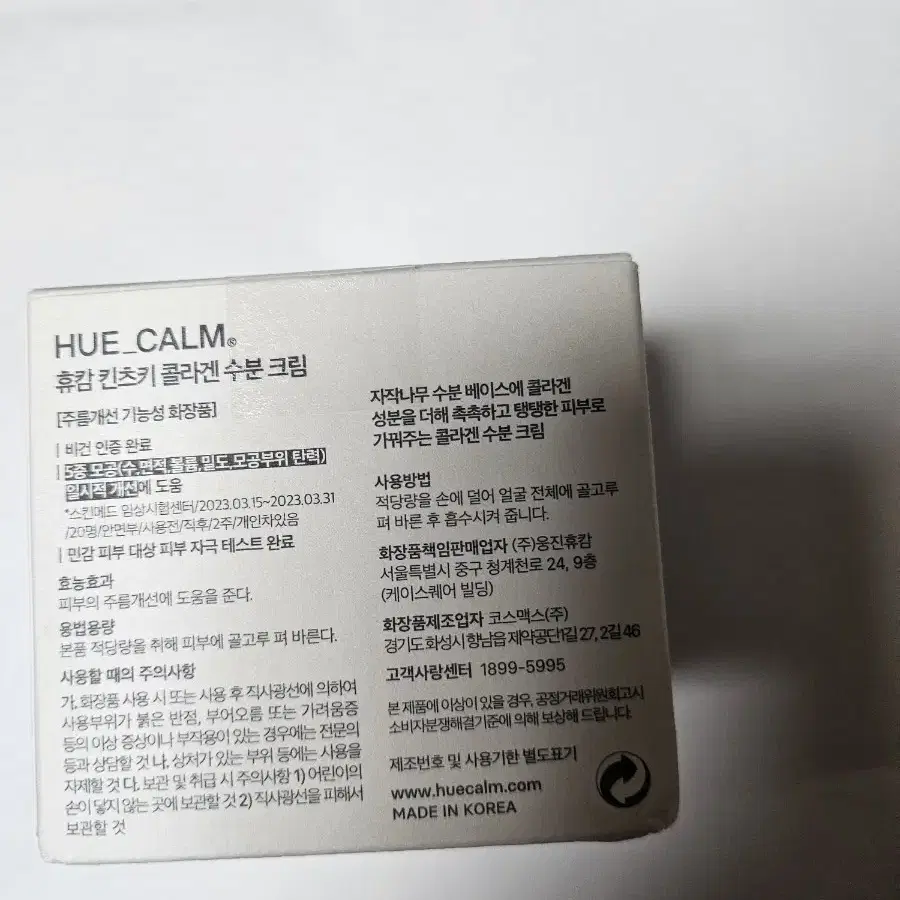 HUE_CALM®
휴캄 킨츠키 콜라겐 수분 크림
[주름개선 기능성 화장품]
| 비건 인증 완료
| 5종 모공(수,면적,볼륨,밀도,모공부위 탄력)
일시적 개선에 도움
*스킨메드 임상시험센터/2023.03.15~2023.03.31
/20명/안면부/사용전/직후/2주/개인차있음
| 민감 피부 대상 피부 자극 테스트 완료
효능효과
피부의 주름개선에 도움을 준다.
용법용량
본품 적당량을 취해 피부에 골고루 펴 바른다.
사용할 때의 주의사항
가. 화장품 사용 시 또는 사용 후 직사광선에 의하여
사용부위가 붉은 반점, 부어오름 또는 가려움증
등의 이상 증상이나 부작용이 있는 경우에는 전문의
등과 상담할 것 나. 상처가 있는 부위 등에는 사용을
자제할 것 다. 보관 및 취급 시 주의사항 1) 어린이의
손이 닿지 않는 곳에 보관할 것 2) 직사광선을 피해서
보관할 것
자작나무 수분 베이스에 콜라겐
성분을 더해 촉촉하고 탱탱한 피부로
가꿔주는 콜라겐 수분 크림
사용방법
적당량을 손에 덜어 얼굴 전체에 골고루
펴 바른 후 흡수시켜 줍니다.
화장품책임판매업자 (주)웅진휴캄
서울특별시 중구 청계천로 24, 9층
(케이스퀘어 빌딩)
화장품제조업자 코스맥스(주)
경기도 화성시 향남읍 제약공단1길 27, 2길 46
고객사랑센터 1899-5995
본 제품에 이상이 있을 경우, 공정거래위원회 고시
소비자분쟁해결기준에 의해 보상해 드립니다.
제조번호 및 사용기한 별도표기
www.huecalm.com
MADE IN KOREA